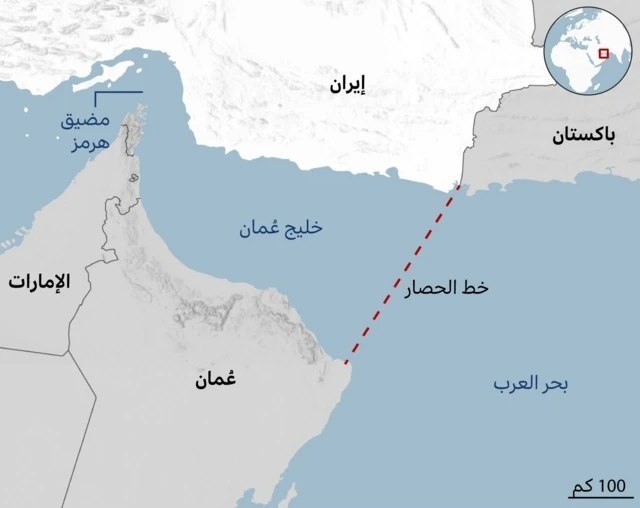 إيران
باكستان
مضيق
هرمز
خليج عُمان
الإمارات
خط الحصار
عُمان
بحر العرب
100 كم